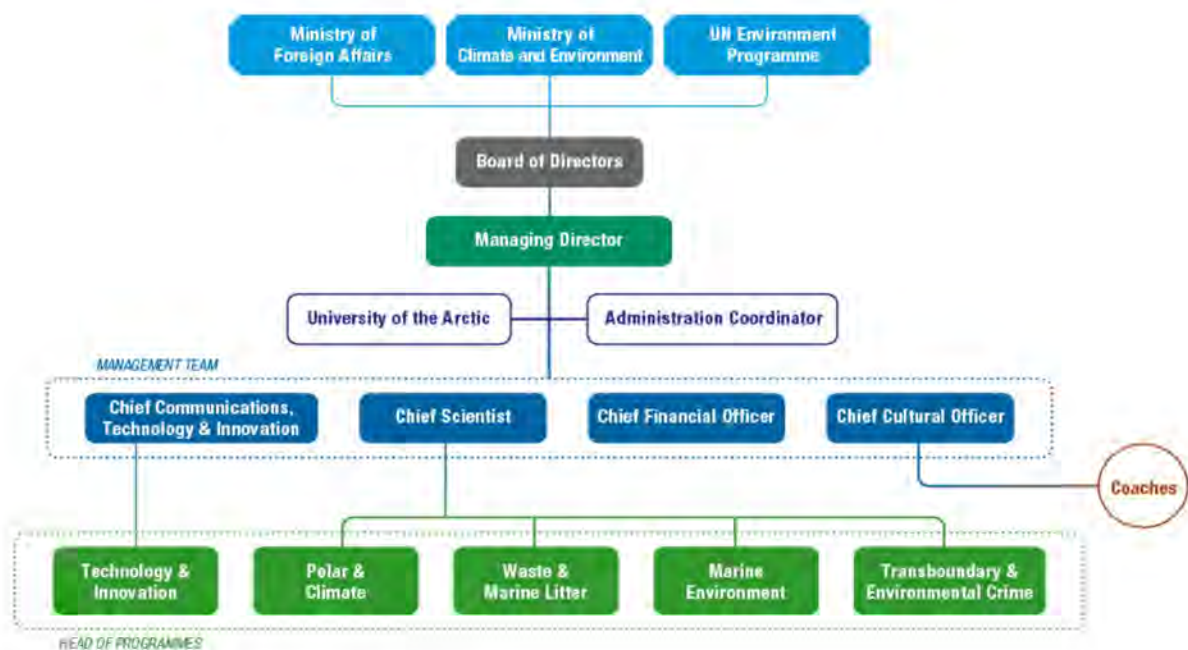 Ministry of
Foreign Affairs
Ministry of
Climate and Environment
UN Environment
Programme
Board of Directors
Managing Director
University of the Arctic
Administration Coordinator
MANAGEMENT TEAM
Chief Communications,
Technology & Innovation
Chief Scientist
Chief Financial Officer
Chief Cultural Officer
Coaches
Technology &
Innovation
Polar &
Climate
Waste &
Marine Litter
Marine
Environment
Transboundary &
Environmental Crime
HEAD OF PROGRAMMES